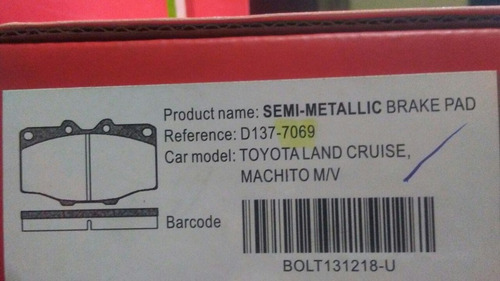 Product name: SEMI-METALLIC BRAKE PAD
Reference: D137-7069
Car model: TOYOTA LAND CRUISE,
MACHITO M/V
Barcode
BOLT131218-U